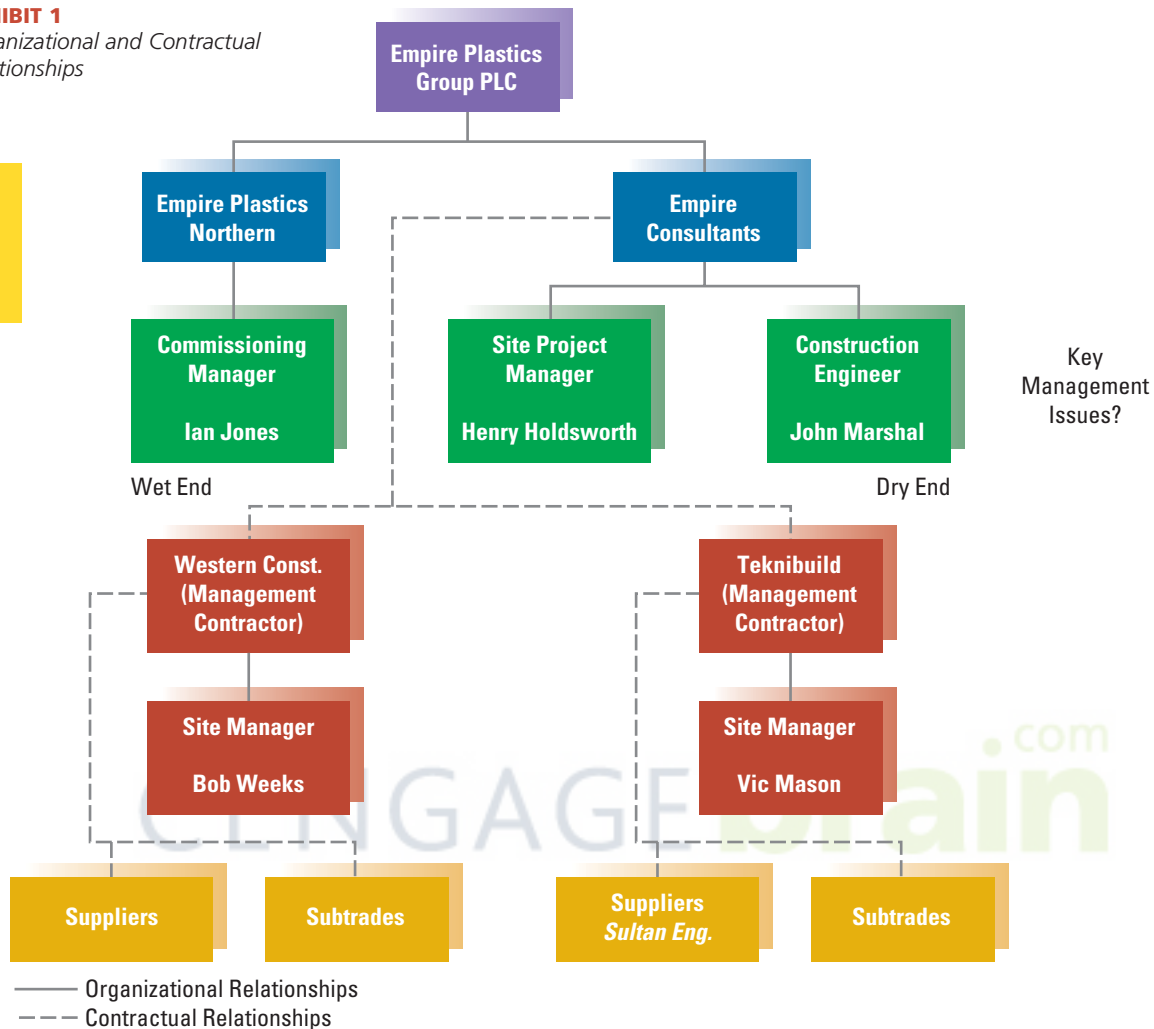 HIBIT 1
anizational and Contractual
tionships
Empire Plastics
Group PLC
Empire Plastics
Northern
Empire
Consultants
Commissioning
Manager
Ian Jones
Site Project
Manager
Henry Holdsworth
Construction
Engineer
John Marshal
Key
Management
Issues?
Wet End
Dry End
Western Const.
(Management
Contractor)
Teknibuild
(Management
Contractor)
Site Manager
Bob Weeks
Site Manager
Vic Mason
CENGAGEbrain.com
Suppliers
Subtrades
Suppliers
Sultan Eng.
Subtrades
Organizational Relationships
Contractual Relationships